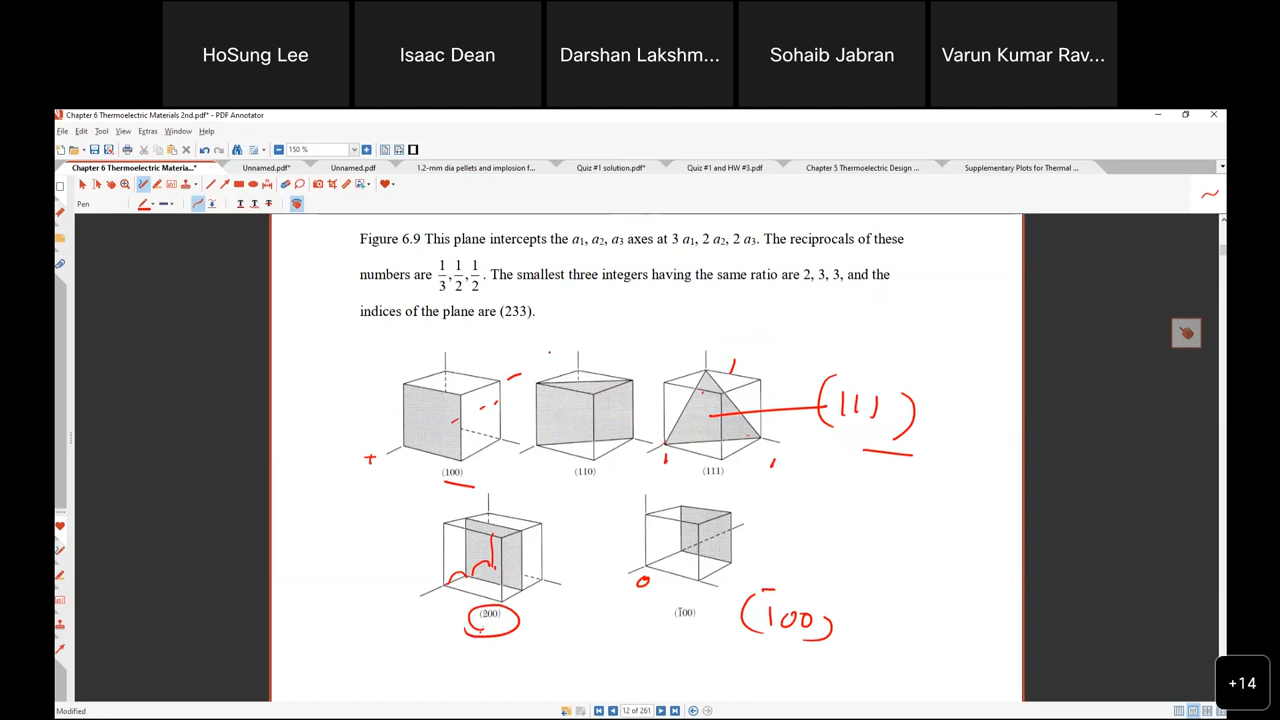 HoSung Lee
Isaac Dean
Darshan Lakshm...
Sohaib Jabran
Varun Kumar Rav...
Chapter 6 Thermoelectric Materials 2nd.pdf* - PDF Annotator
File Edit Tool View Extras Window Help
150 %
Chapter 6 Thermoelectric Materia...*
Unnamed.pdf*
Unnamed.pdf
1.2-mm dia pellets and implosion f...
Quiz #1 solution.pdf*
Quiz #1 and HW #3.pdf
Chapter 5 Thermoelectric Design ...
Supplementary Plots for Thermal ...
Pen
Figure 6.9 This plane intercepts the a₁, a₂, a₃ axes at 3 a₁, 2 a₂, 2 a₃. The reciprocals of these
numbers are 1/3, 1/2, 1/2. The smallest three integers having the same ratio are 2, 3, 3, and the
indices of the plane are (233).
(111)
(100)
(110)
(111)
(200)
(1̄00)
(1̄00)
+14
Modified
12 of 261